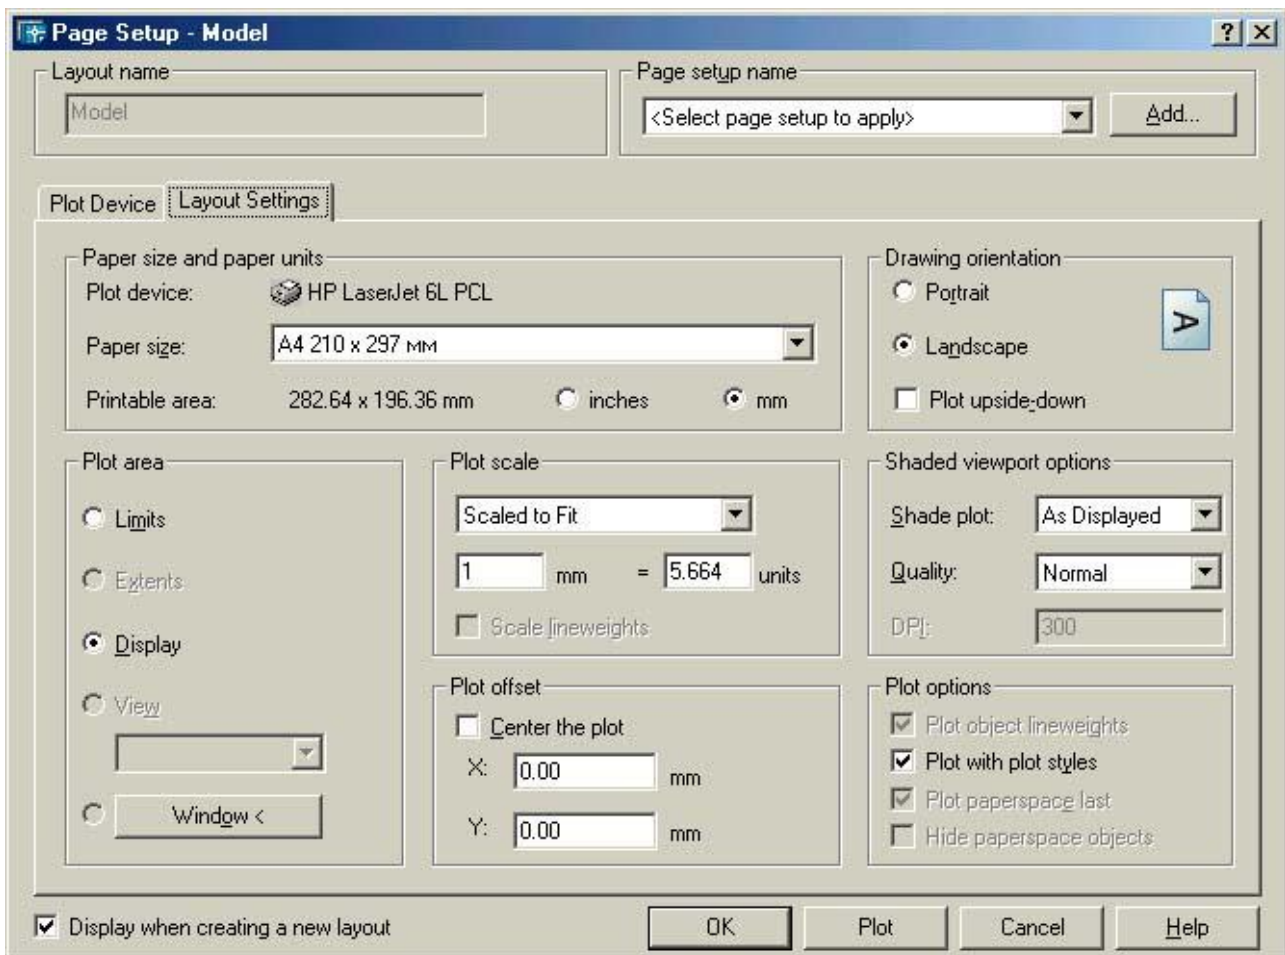 Page Setup - Model
Layout name
Model
Page setup name
<Select page setup to apply>
Add...
Plot Device
Layout Settings
Paper size and paper units
Plot device: HP LaserJet 6L PCL
Paper size: A4 210 x 297 мм
Printable area: 282.64 x 196.36 mm inches mm
Drawing orientation
Portrait
A
Landscape
Plot upside-down
Plot area
Limits
Extents
Display
View
Window <
Plot scale
Scaled to Fit
1 mm = 5.664 units
Scale lineweights
Plot offset
Center the plot
X: 0.00 mm
Y: 0.00 mm
Shaded viewport options
Shade plot: As Displayed
Quality: Normal
DPI: 300
Plot options
Plot object lineweights
Plot with plot styles
Plot paperspace last
Hide paperspace objects
Display when creating a new layout
OK
Plot
Cancel
Help